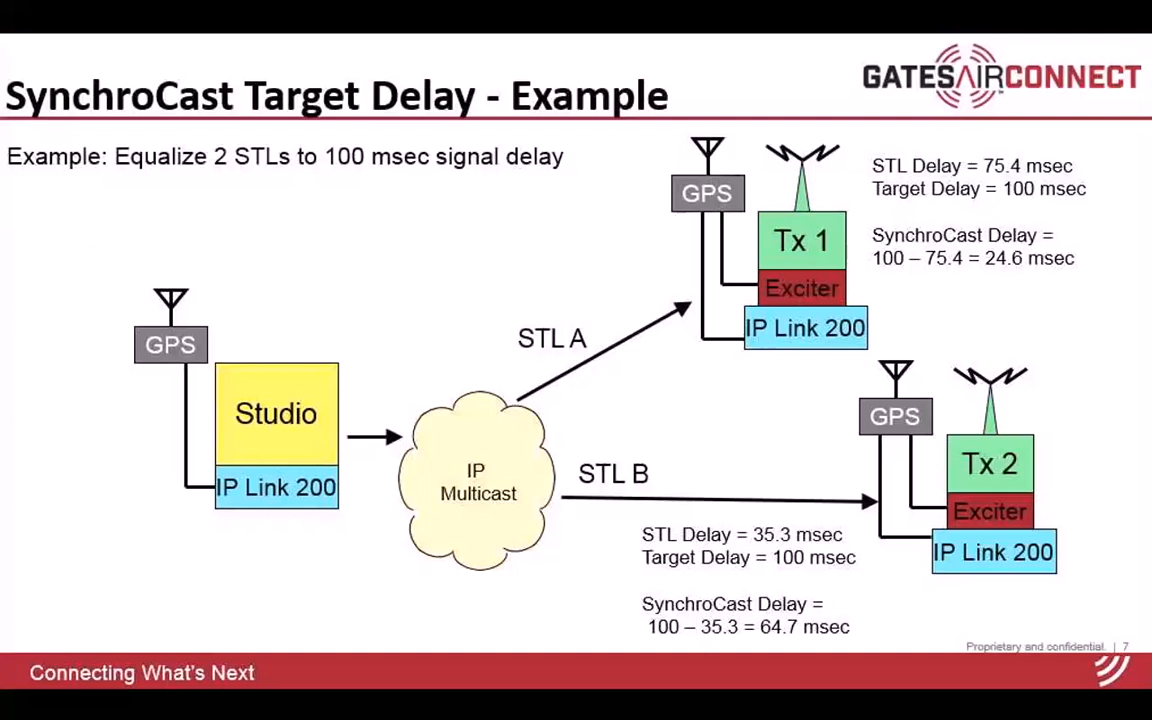 SynchroCast Target Delay - Example
GATESAIRCONNECT
Example: Equalize 2 STLs to 100 msec signal delay
GPS
Tx 1
Exciter
IP Link 200
STL Delay = 75.4 msec
Target Delay = 100 msec
SynchroCast Delay =
100 – 75.4 = 24.6 msec
GPS
Studio
IP Link 200
IP
Multicast
STL A
STL B
GPS
Tx 2
Exciter
IP Link 200
STL Delay = 35.3 msec
Target Delay = 100 msec
SynchroCast Delay =
100 – 35.3 = 64.7 msec
Proprietary and confidential. | 7
Connecting What's Next